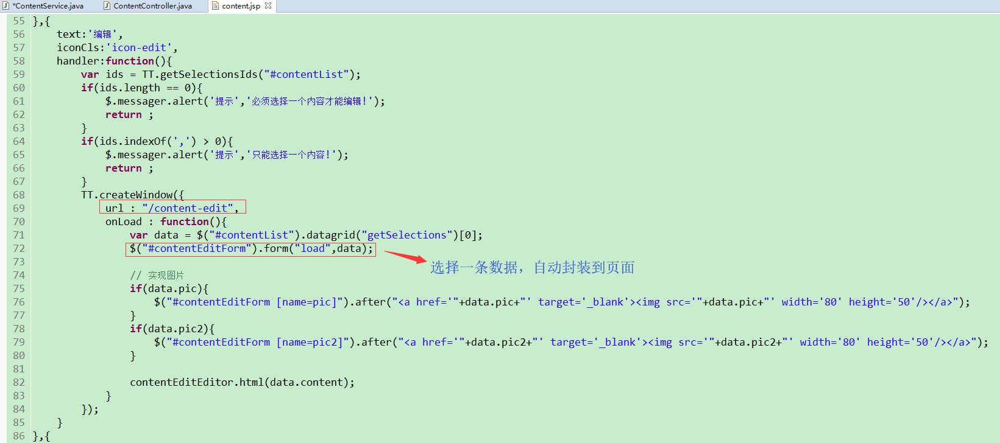 *ContentService.java ContentController.java content.jsp
55 },{
56 text:'编辑',
57 iconCls:'icon-edit',
58 handler:function(){
59 var ids = TT.getSelectionsIds("#contentList");
60 if(ids.length == 0){
61 $.messager.alert('提示','必须选择一个内容才能编辑!');
62 return ;
63 }
64 if(ids.indexOf(',') > 0){
65 $.messager.alert('提示','只能选择一个内容!');
66 return ;
67 }
68 TT.createWindow({
69 url : "/content-edit",
70 onLoad : function(){
71 var data = $("#contentList").datagrid("getSelections")[0];
72 $("#contentEditForm").form("load",data);
选择一条数据，自动封装到页面
73
74 // 实现图片
75 if(data.pic){
76 $("#contentEditForm [name=pic]").after("<a href='"+data.pic+"' target='_blank'><img src='"+data.pic+"' width='80' height='50'/></a>");
77 }
78 if(data.pic2){
79 $("#contentEditForm [name=pic2]").after("<a href='"+data.pic2+"' target='_blank'><img src='"+data.pic2+"' width='80' height='50'/></a>");
80 }
81
82 contentEditEditor.html(data.content);
83 }
84 });
85 }
86 },{